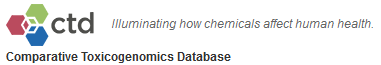 ctd Illuminating how chemicals affect human health.
Comparative Toxicogenomics Database